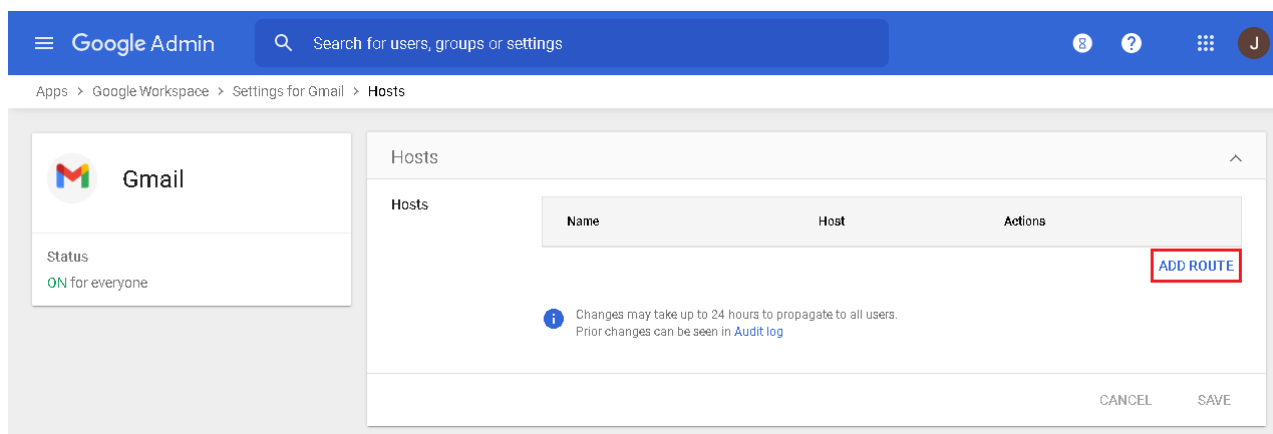 Google Admin
Search for users, groups or settings
8
?
J
Apps > Google Workspace > Settings for Gmail > Hosts
Gmail
Status
ON for everyone
Hosts
Hosts
Name Host Actions
ADD ROUTE
i
Changes may take up to 24 hours to propagate to all users.
Prior changes can be seen in Audit log
CANCEL SAVE